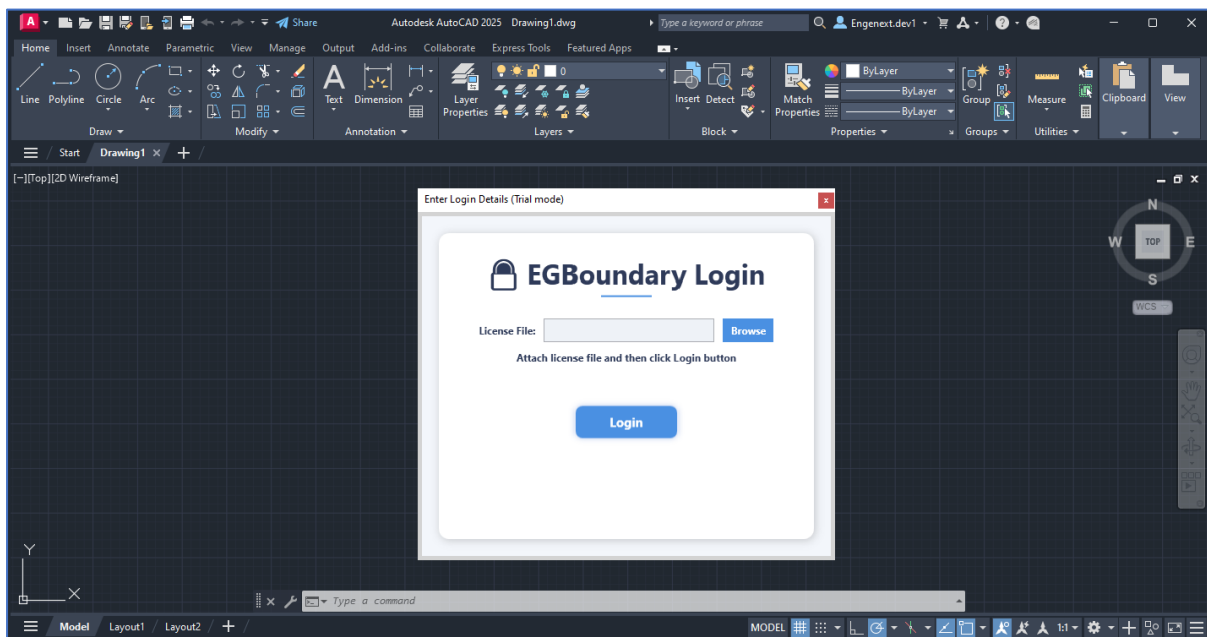 A Share Autodesk AutoCAD 2025 Drawing1.dwg Type a keyword or phrase Engenext.dev1
Home Insert Annotate Parametric View Manage Output Add-ins Collaborate Express Tools Featured Apps
0 ByLayer
ByLayer
ByLayer
Line Polyline Circle Arc Text Dimension Layer Properties Insert Detect Match Properties Group Measure Clipboard View
Draw Modify Annotation Layers Block Properties Groups Utilities
Start Drawing1
[−][Top][2D Wireframe]
Enter Login Details (Trial mode) x
EGBoundary Login
License File: Browse
Attach license file and then click Login button
Login
N
W TOP E
S
WCS
Y
X
Type a command
Model Layout1 Layout2 MODEL 1:1